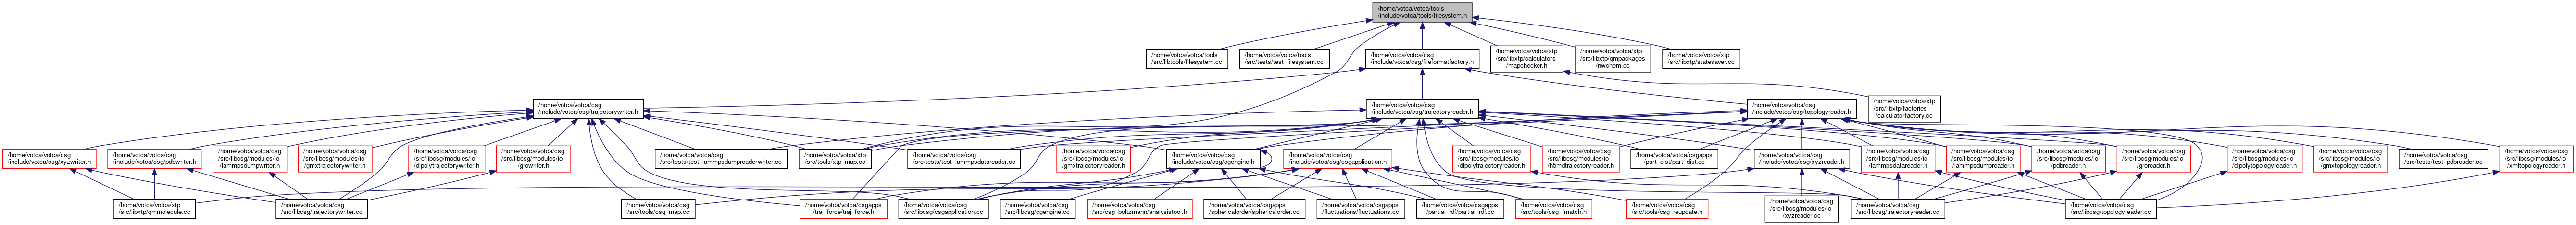 /home/votca/votca/tools
/include/votca/tools/filesystem.h
/home/votca/votca/tools
/src/libtools/filesystem.cc
/home/votca/votca/tools
/src/tests/test_filesystem.cc
/home/votca/votca/csg
/include/votca/csg/fileformatfactory.h
/home/votca/votca/xtp
/src/libxtp/calculators
/mapchecker.h
/home/votca/votca/xtp
/src/libxtp/qmpackages
/nwchem.cc
/home/votca/votca/xtp
/src/libxtp/statesaver.cc
/home/votca/votca/csg
/include/votca/csg/trajectorywriter.h
/home/votca/votca/csg
/include/votca/csg/trajectoryreader.h
/home/votca/votca/csg
/include/votca/csg/topologyreader.h
/home/votca/votca/xtp
/src/libxtp/factories
/calculatorfactory.cc
/home/votca/votca/csg
/include/votca/csg/xyzwriter.h
/home/votca/votca/csg
/include/votca/csg/pdbwriter.h
/home/votca/votca/csg
/src/libcsg/modules/io
/lammpsdumpwriter.h
/home/votca/votca/csg
/src/libcsg/modules/io
/gmxtrajectorywriter.h
/home/votca/votca/csg
/src/libcsg/modules/io
/dlpolytrajectorywriter.h
/home/votca/votca/csg
/src/libcsg/modules/io
/growriter.h
/home/votca/votca/csg
/src/tests/test_lammpsdumpreaderwriter.cc
/home/votca/votca/xtp
/src/tools/xtp_map.cc
/home/votca/votca/csg
/src/tests/test_lammpsdatareader.cc
/home/votca/votca/csg
/src/libcsg/modules/io
/gmxtrajectoryreader.h
/home/votca/votca/csg
/include/votca/csg/cgengine.h
/home/votca/votca/csg
/include/votca/csg/csgapplication.h
/home/votca/votca/csg
/src/libcsg/modules/io
/dlpolytrajectoryreader.h
/home/votca/votca/csg
/src/libcsg/modules/io
/h5mdtrajectoryreader.h
/home/votca/votca/csgapps
/part_dist/part_dist.cc
/home/votca/votca/csg
/include/votca/csg/xyzreader.h
/home/votca/votca/csg
/src/libcsg/modules/io
/lammpsdatareader.h
/home/votca/votca/csg
/src/libcsg/modules/io
/lammpsdumpreader.h
/home/votca/votca/csg
/src/libcsg/modules/io
/pdbreader.h
/home/votca/votca/csg
/src/libcsg/modules/io
/groreader.h
/home/votca/votca/csg
/src/libcsg/modules/io
/dlpolytopologyreader.h
/home/votca/votca/csg
/src/libcsg/modules/io
/gmxtopologyreader.h
/home/votca/votca/csg
/src/tests/test_pdbreader.cc
/home/votca/votca/csg
/src/libcsg/modules/io
/xmltopologyreader.h
/home/votca/votca/xtp
/src/libxtp/qmmolecule.cc
/home/votca/votca/csg
/src/libcsg/trajectorywriter.cc
/home/votca/votca/csg
/src/tools/csg_map.cc
/home/votca/votca/csgapps
/traj_force/traj_force.h
/home/votca/votca/csg
/src/libcsg/csgapplication.cc
/home/votca/votca/csg
/src/libcsg/cgengine.cc
/home/votca/votca/csg
/src/csg_boltzmann/analysistool.h
/home/votca/votca/csgapps
/sphericalorder/sphericalorder.cc
/home/votca/votca/csgapps
/fluctuations/fluctuations.cc
/home/votca/votca/csgapps
/partial_rdf/partial_rdf.cc
/home/votca/votca/csg
/src/tools/csg_fmatch.h
/home/votca/votca/csg
/src/tools/csg_reupdate.h
/home/votca/votca/csg
/src/libcsg/modules/io
/xyzreader.cc
/home/votca/votca/csg
/src/libcsg/trajectoryreader.cc
/home/votca/votca/csg
/src/libcsg/topologyreader.cc